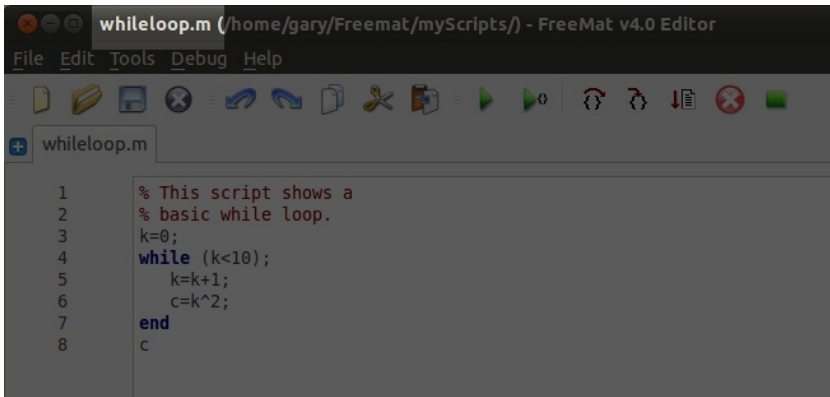 whileloop.m (/home/gary/Freemat/myScripts/) - FreeMat v4.0 Editor
File Edit Tools Debug Help
whileloop.m
1 % This script shows a
2 % basic while loop.
3 k=0;
4 while (k<10);
5 k=k+1;
6 c=k^2;
7 end
8 c